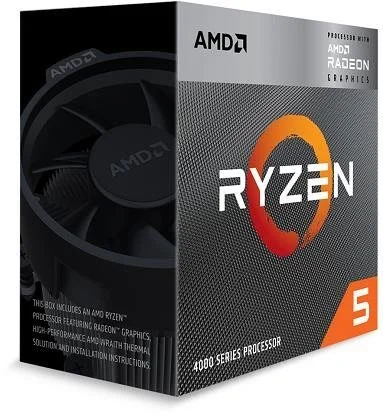 AMD
PROCESSOR WITH
AMD
RADEON
GRAPHICS
AMD
RYZEN
5
4000 SERIES PROCESSOR
THIS BOX INCLUDES AN AMD RYZEN™
PROCESSOR FEATURING RADEON™ GRAPHICS,
HIGH-PERFORMANCE AMD WRAITH THERMAL
SOLUTION AND INSTALLATION INSTRUCTIONS.